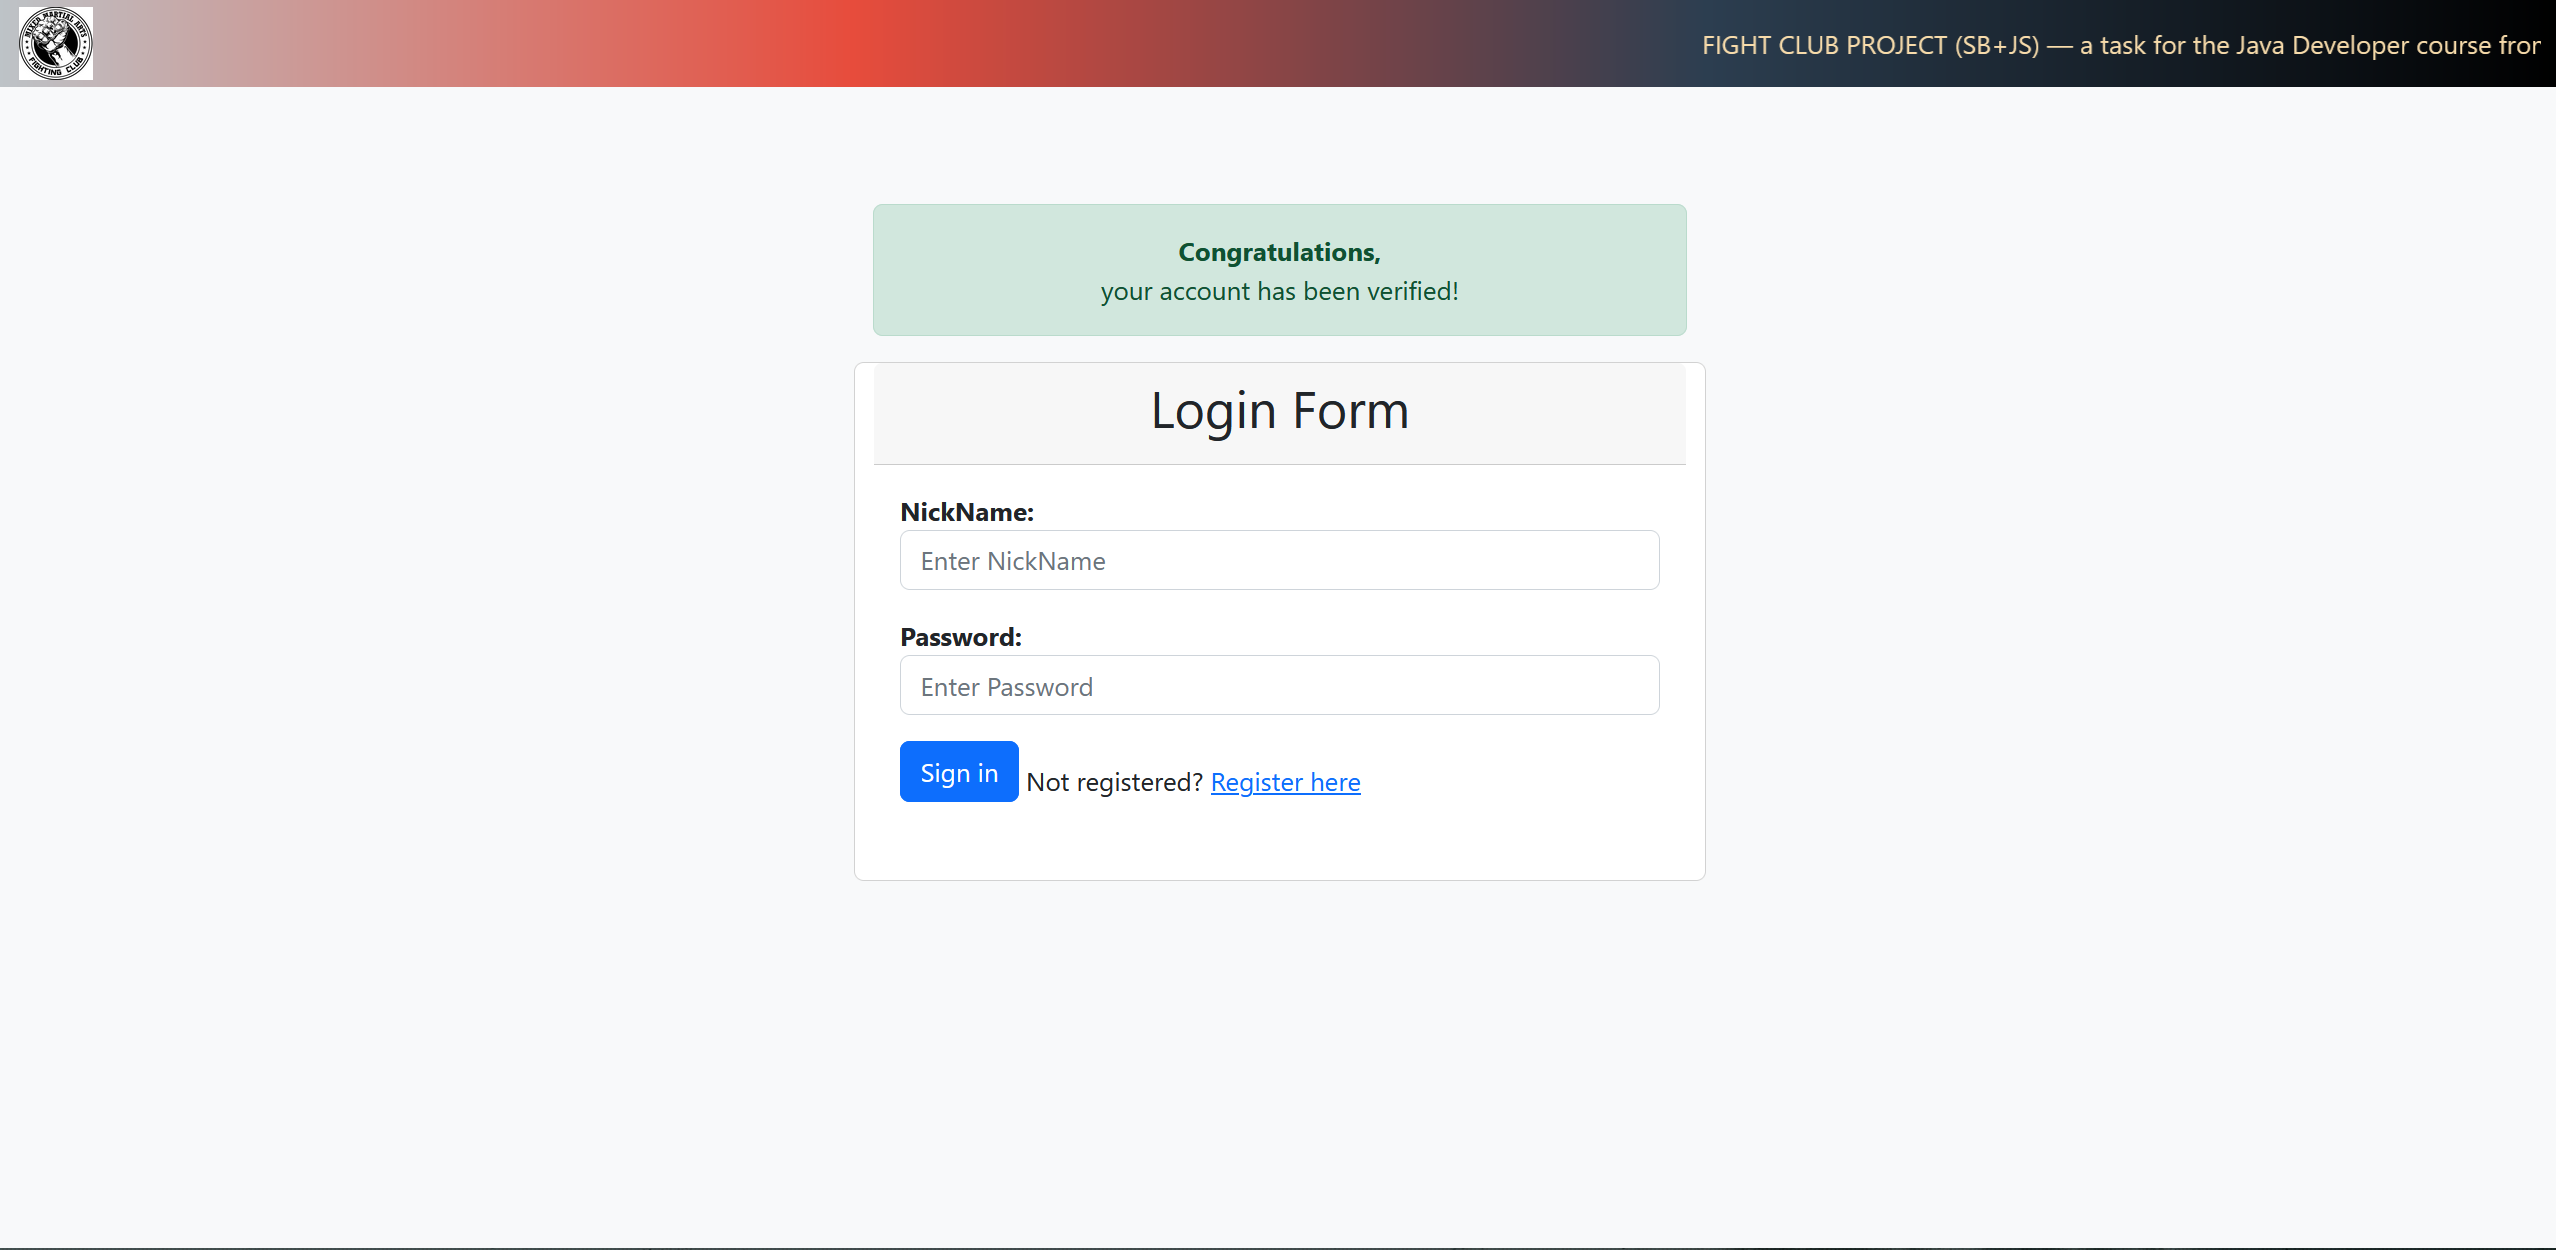 MIXED MARTIAL ARTS
FIGHTING CLUB
FIGHT CLUB PROJECT (SB+JS) — a task for the Java Developer course
Congratulations,
your account has been verified!
Login Form
NickName:
Enter NickName
Password:
Enter Password
Sign in Not registered? Register here